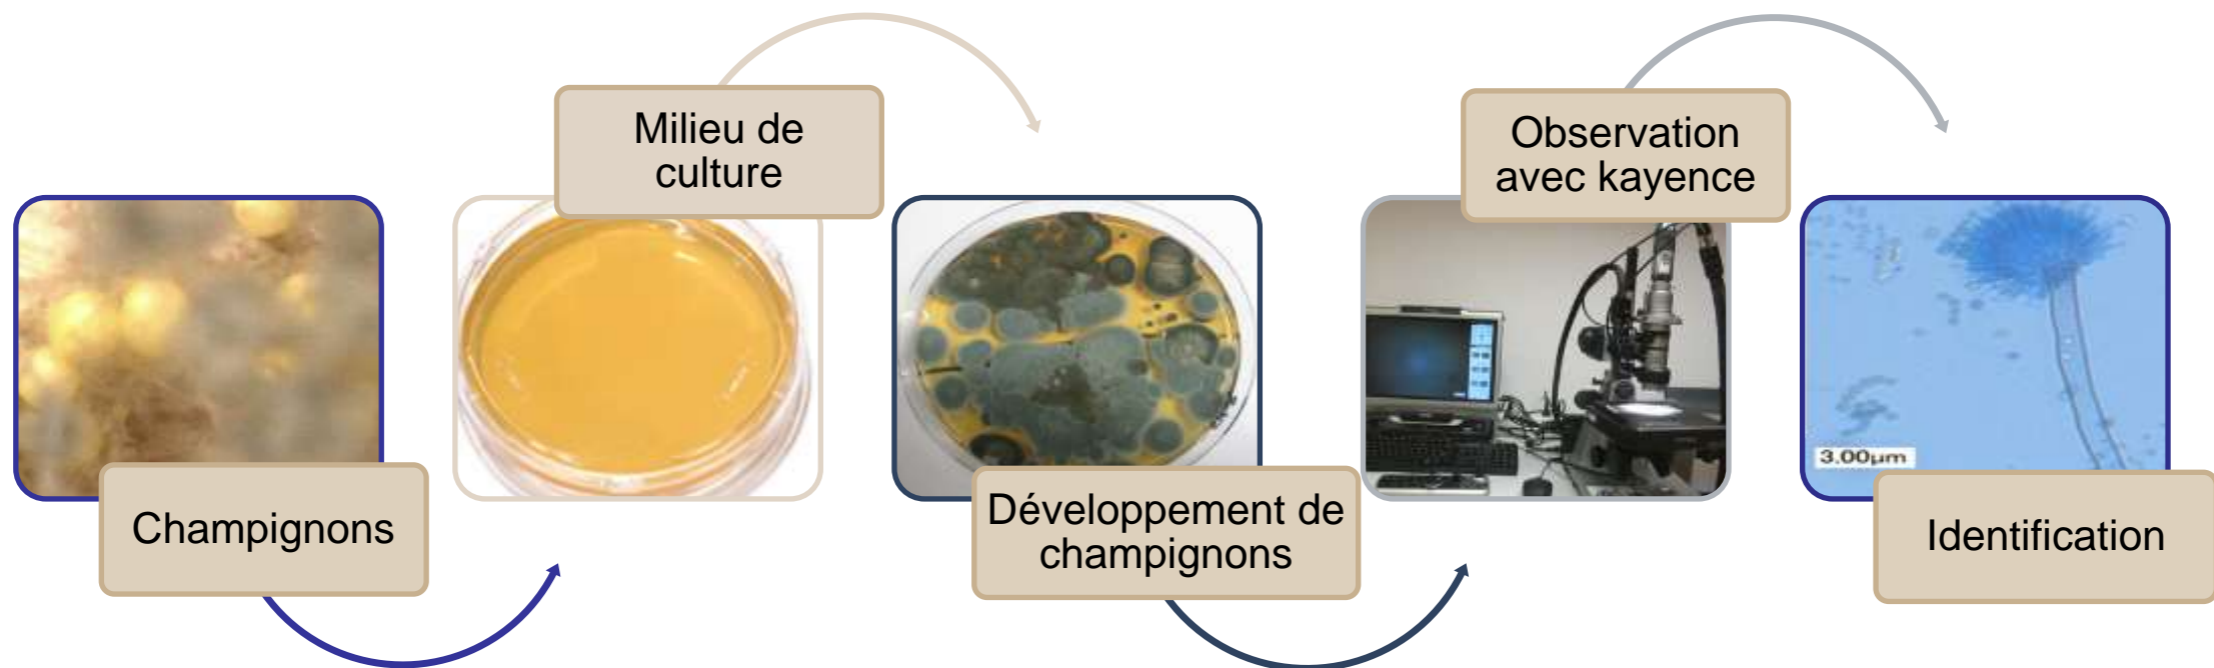 Champignons
Milieu de
culture
Développement de
champignons
Observation
avec kayence
3.00µm
Identification